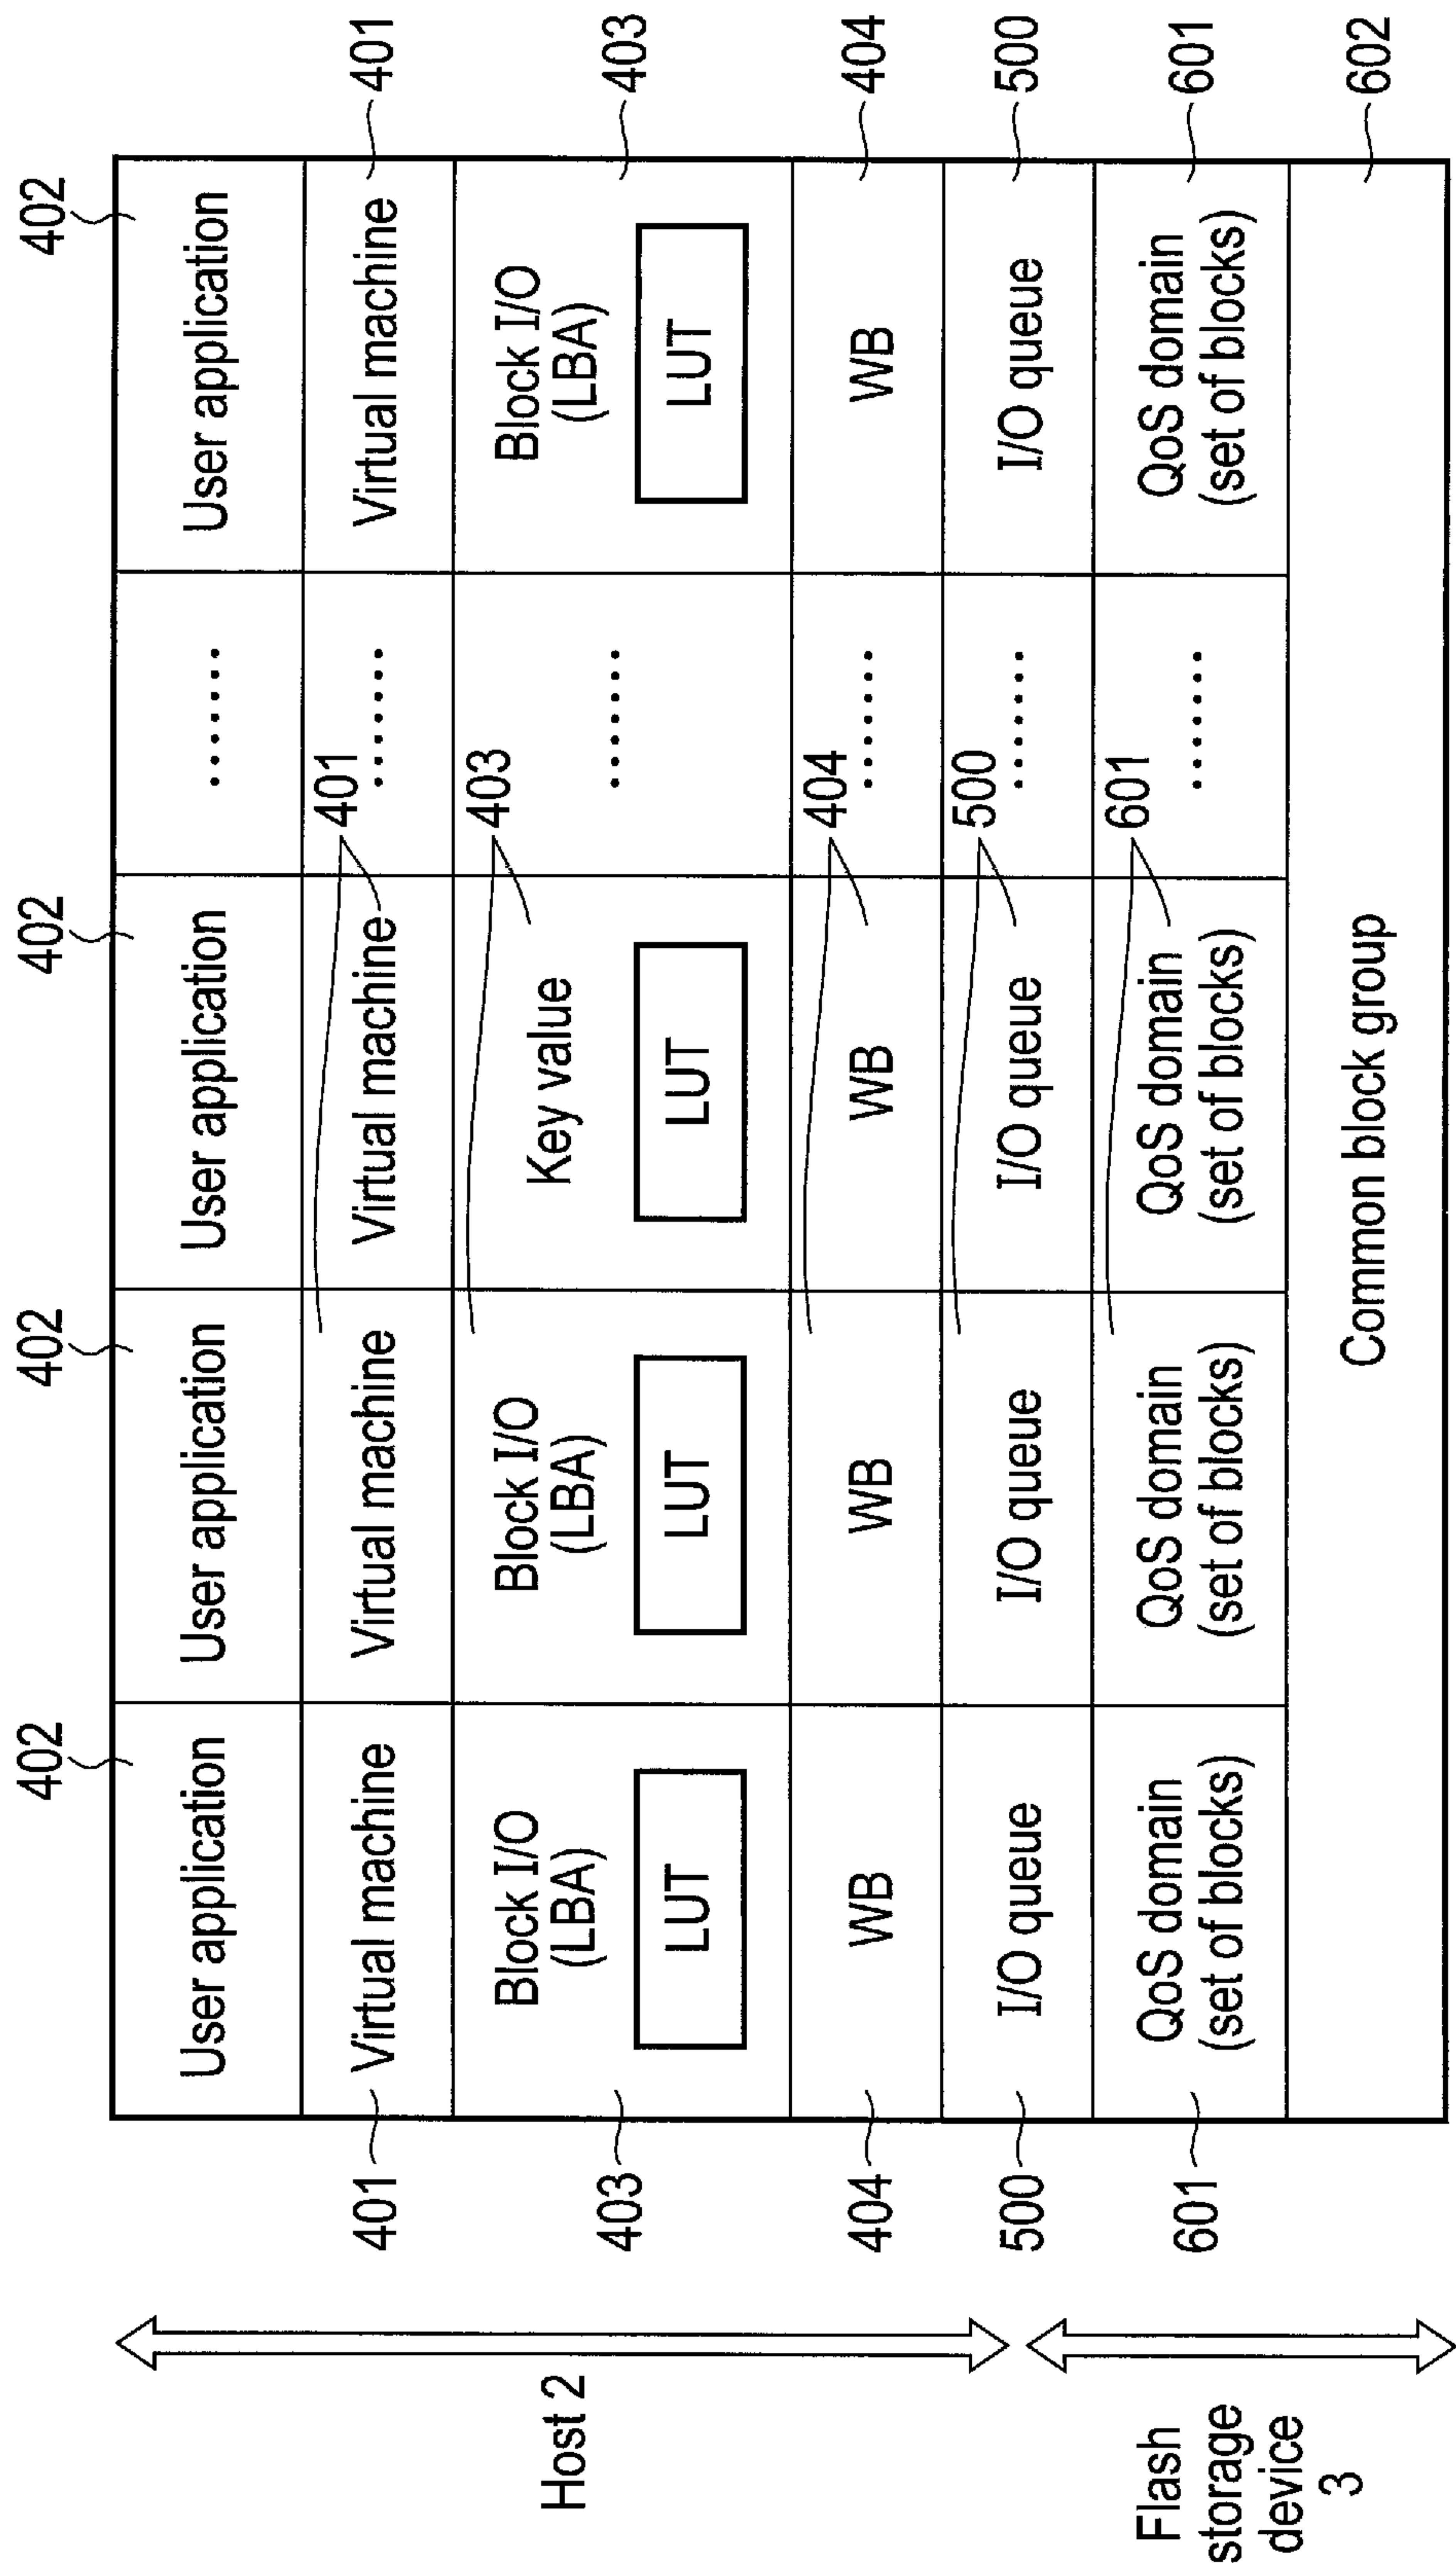 402
402
402
402
User application
User application
User application
.......
User application
Host 2
401
Virtual machine
Virtual machine
401
Virtual machine
.......
Virtual machine
401
403
Block I/O
(LBA)
LUT
Block I/O
(LBA)
LUT
403
Key value
LUT
.......
Block I/O
(LBA)
LUT
403
404
WB
WB
404
WB
.......
WB
404
500
I/O queue
I/O queue
500
I/O queue
.......
I/O queue
500
Flash
storage
device
3
601
QoS domain
(set of blocks)
QoS domain
(set of blocks)
601
QoS domain
(set of blocks)
.......
QoS domain
(set of blocks)
601
Common block group
602